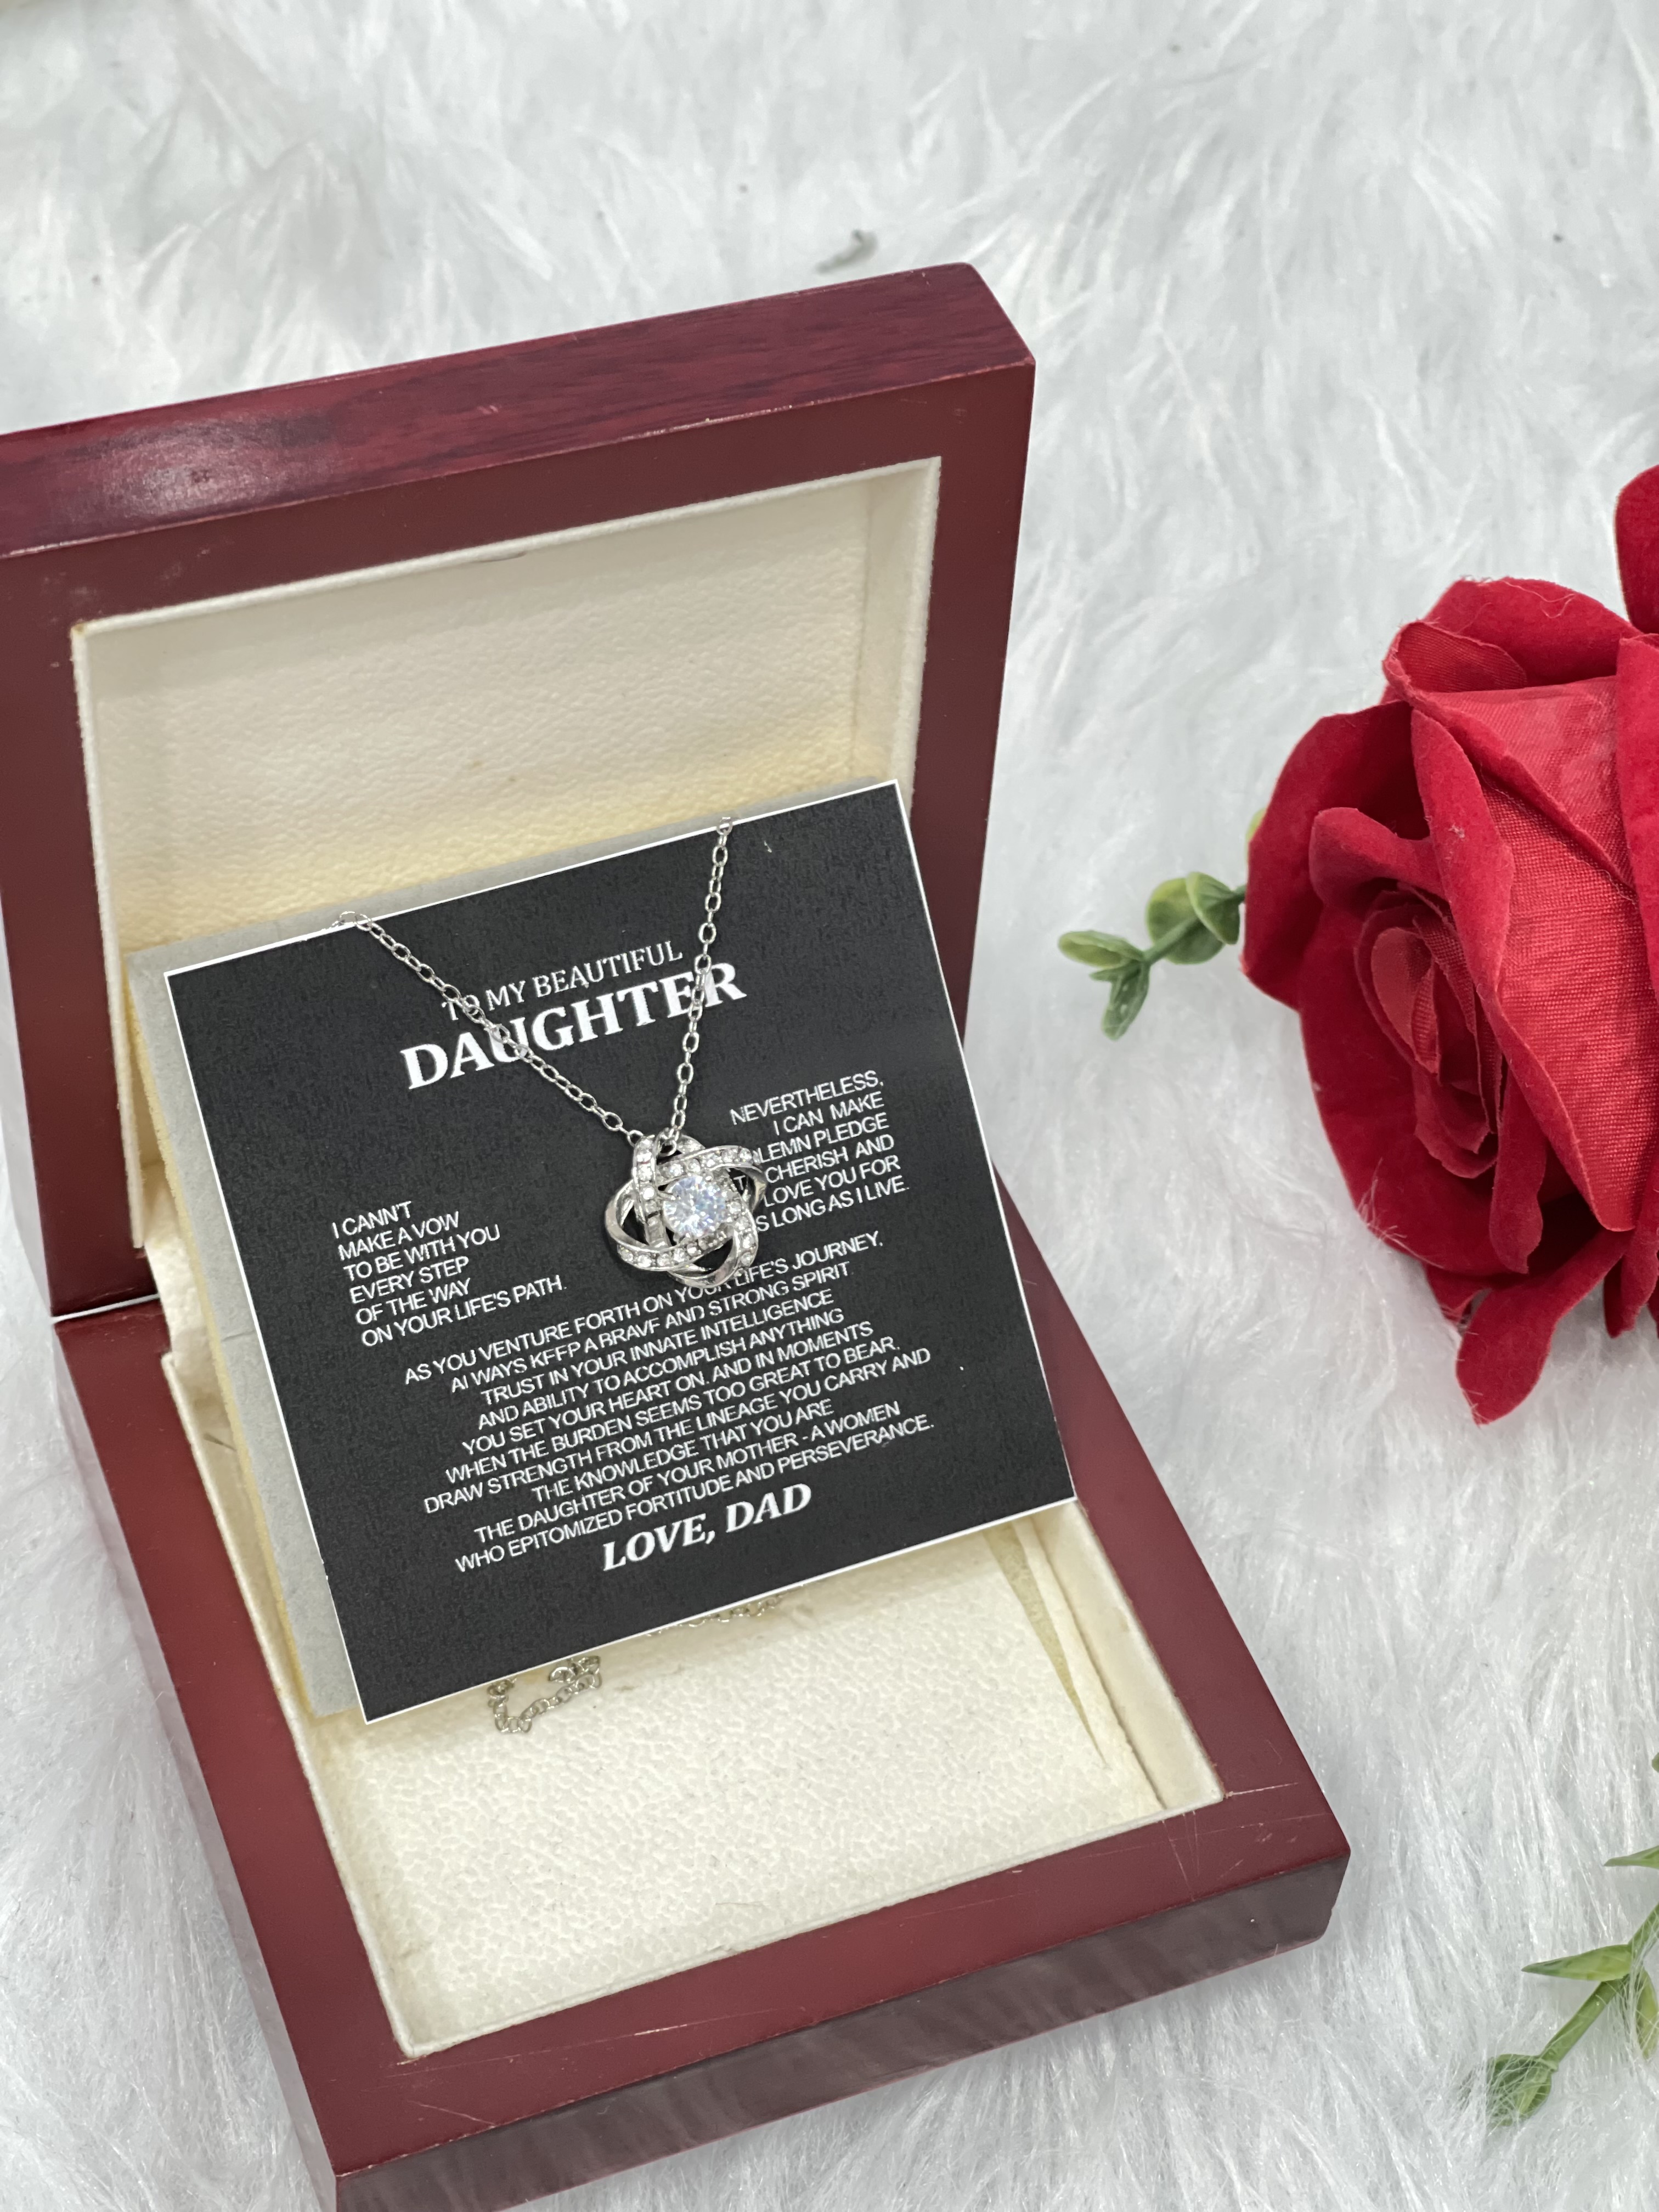 TO MY BEAUTIFUL
DAUGHTER
I CANN'T
MAKE A VOW
TO BE WITH YOU
EVERY STEP
OF THE WAY
ON YOUR LIFE'S PATH.
NEVERTHELESS,
I CAN MAKE
PLEDGE
CHERISH AND
LOVE YOU FOR
LONG AS I LIVE.
AS YOU VENTURE FORTH ON YOUR LIFE'S JOURNEY,
ALWAYS KEEP A BRAVE AND STRONG SPIRIT
TRUST IN YOUR INNATE INTELLIGENCE
AND ABILITY TO ACCOMPLISH ANYTHING
YOU SET YOUR HEART ON. AND IN MOMENTS
WHEN THE BURDEN SEEMS TOO GREAT TO BEAR,
DRAW STRENGTH FROM THE LINEAGE YOU CARRY AND
THE KNOWLEDGE THAT YOU ARE
THE DAUGHTER OF YOUR MOTHER - A WOMEN
WHO EPITOMIZED FORTITUDE AND PERSEVERANCE.
LOVE, DAD